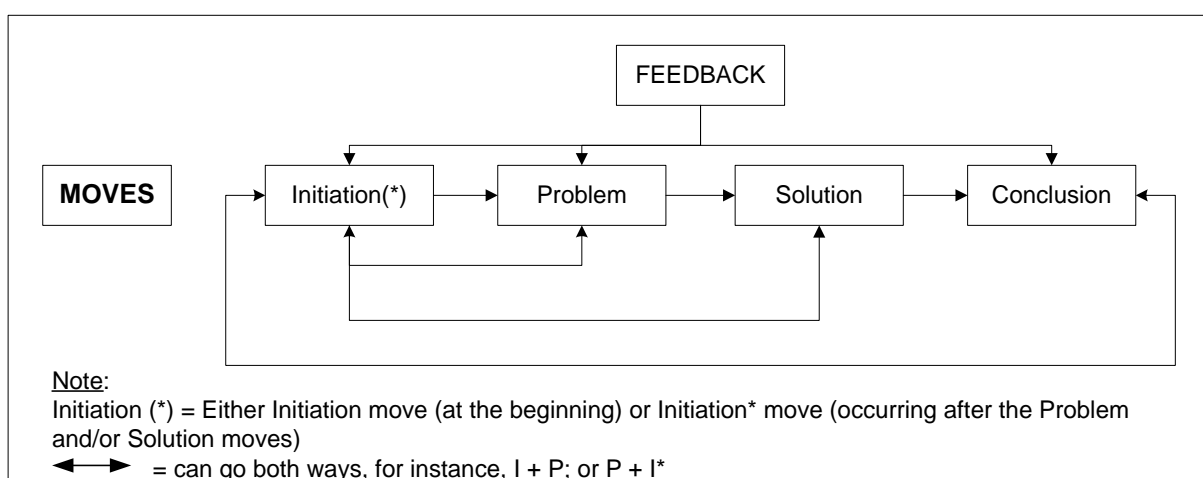 FEEDBACK
MOVES
Initiation(*)
Problem
Solution
Conclusion
Note:
Initiation (*) = Either Initiation move (at the beginning) or Initiation* move (occurring after the Problem
and/or Solution moves)
= can go both ways, for instance, I + P; or P + I*